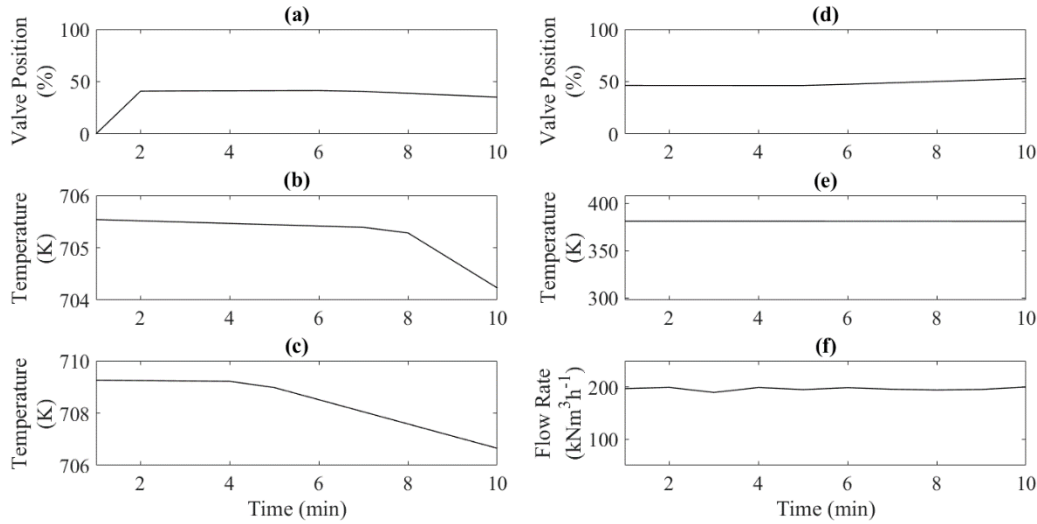 (a)
Valve Position
(%)
100
50
0
2
4
6
8
10
(b)
Temperature
(K)
706
705
704
2
4
6
8
10
(c)
Temperature
(K)
710
708
706
2
4
6
8
10
Time (min)
(d)
Valve Position
(%)
100
50
0
2
4
6
8
10
(e)
Temperature
(K)
400
350
300
2
4
6
8
10
(f)
Flow Rate
(kNm³h⁻¹)
200
100
2
4
6
8
10
Time (min)